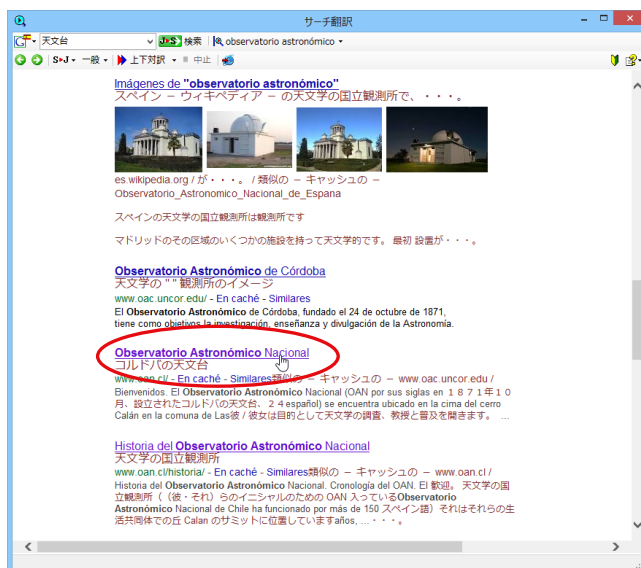 サーチ翻訳
天文台 J▸S 検索 observatorio astronómico
S▸J 一般 上下対訳 中止
Imágenes de "observatorio astronómico"
スペイン － ウィキペディア － の天文学の国立観測所で、・・・。
es.wikipedia.org / が・・・。 / 類似の － キャッシュの －
Observatorio_Astronomico_Nacional_de_Espana
スペインの天文学の国立観測所は観測所です
マドリッドのその区域のいくつかの施設を持って天文学的です。 最初 設置が・・・。
Observatorio Astronómico de Córdoba
天文学の " " 観測所のイメージ
www.oac.uncor.edu/ - En caché - Similares
El Observatorio Astronómico de Córdoba, fundado el 24 de octubre de 1871,
tiene como objetivos la investigación, enseñanza y divulgación de la Astronomía.
Observatorio Astronómico Nacional
コルドバの天文台
www.oan.cl/ - En caché - Similares類似の － キャッシュの － www.oac.uncor.edu /
Bienvenidos. El Observatorio Astronómico Nacional (OAN por sus siglas en １８７１年１０
月、設立されたコルドバの天文台、２４español) se encuentra ubicado en la cima del cerro
Calán en la comuna de Las彼 / 彼女は目的として天文学の調査、教授と普及を開きます。 ...
Historia del Observatorio Astronómico Nacional
天文学の国立観測所
www.oan.cl/historia/ - En caché - Similares類似の － キャッシュの － www.oan.cl /
Historia del Observatorio Astronómico Nacional. Cronología del OAN. El 歓迎。 天文学の国
立観測所（（彼・それ）らのイニシャルのための OAN 入っているObservatorio
Astronómico Nacional de Chile ha funcionado por más de 150 スペイン語）それはそれらの生
活共同体での丘 Calan のサミットに位置していますaños, ...・・・。